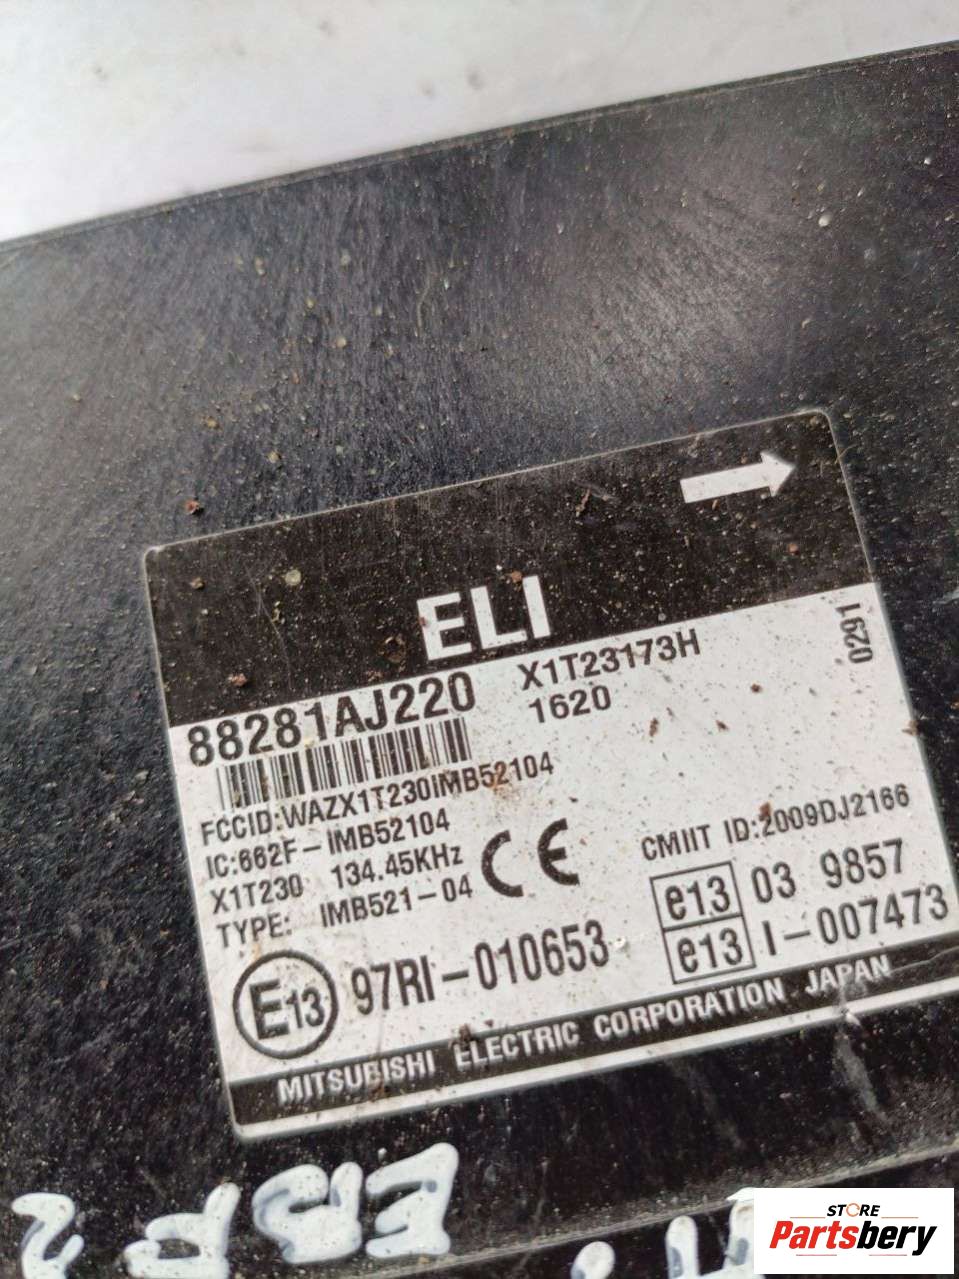 ELI
88281AJ220
X1T23173H
1620
0291
FCCID:WAZX1T230IMB52104
IC:662F-IMB52104
X1T230 134.45KHz
TYPE: IMB521-04
CE
CMIIT ID:2009DJ2166
e13 03 9857
e13 I-007473
E13 97RI-010653
MITSUBISHI ELECTRIC CORPORATION JAPAN
STORE
Partsbery